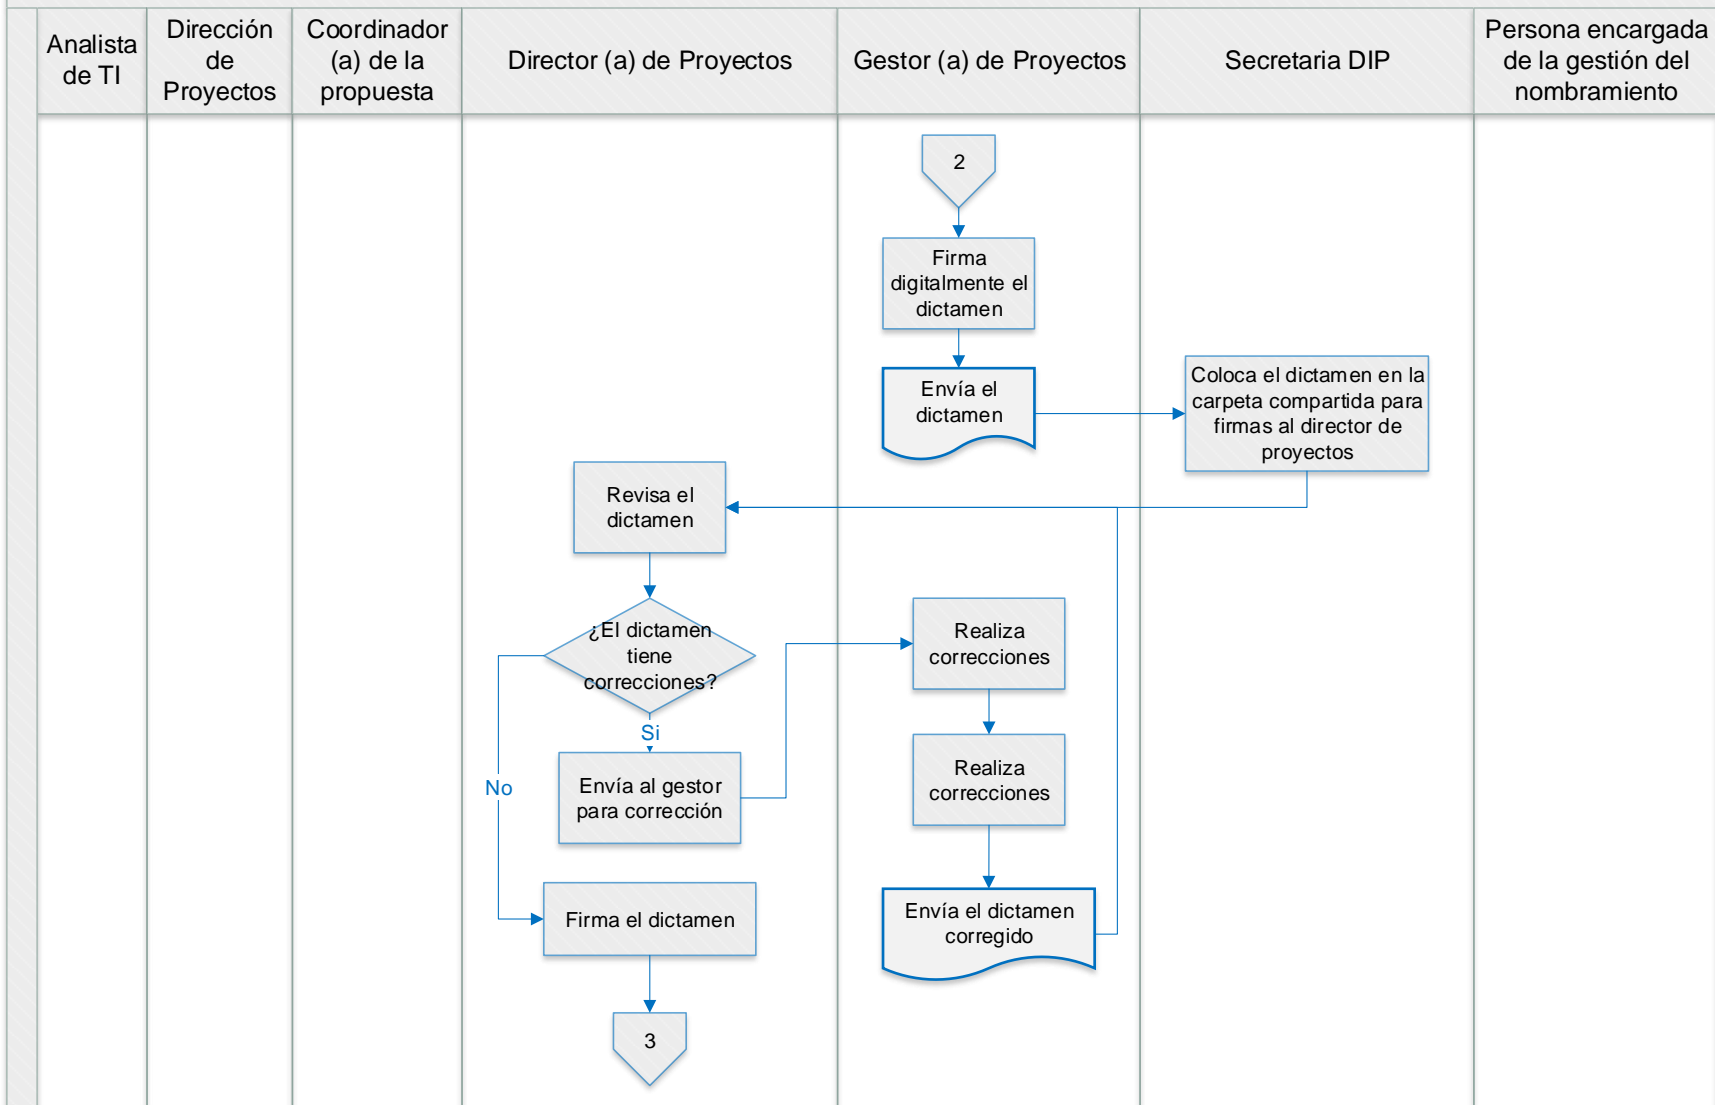 Analista
de TI
Dirección
de
Proyectos
Coordinador
(a) de la
propuesta
Director (a) de Proyectos
Gestor (a) de Proyectos
Secretaria DIP
Persona encargada
de la gestión del
nombramiento
2
Firma
digitalmente el
dictamen
Envía el
dictamen
Coloca el dictamen en la
carpeta compartida para
firmas al director de
proyectos
Revisa el
dictamen
¿El dictamen
tiene
correcciones?
Si
No
Envía al gestor
para corrección
Realiza
correcciones
Realiza
correcciones
Envía el dictamen
corregido
Firma el dictamen
3